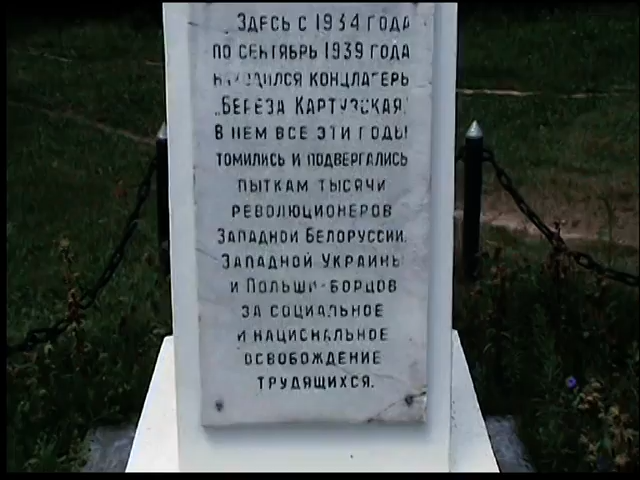 Здесь с 1934 года
по сентябрь 1939 года
находился концлагерь
„Береза Картузская"
В нем все эти годы
томились и подвергались
пыткам тысячи
революционеров
Западной Белоруссии,
Западной Украины
и Польши-борцов
за социальное
и национальное
освобождение
трудящихся.